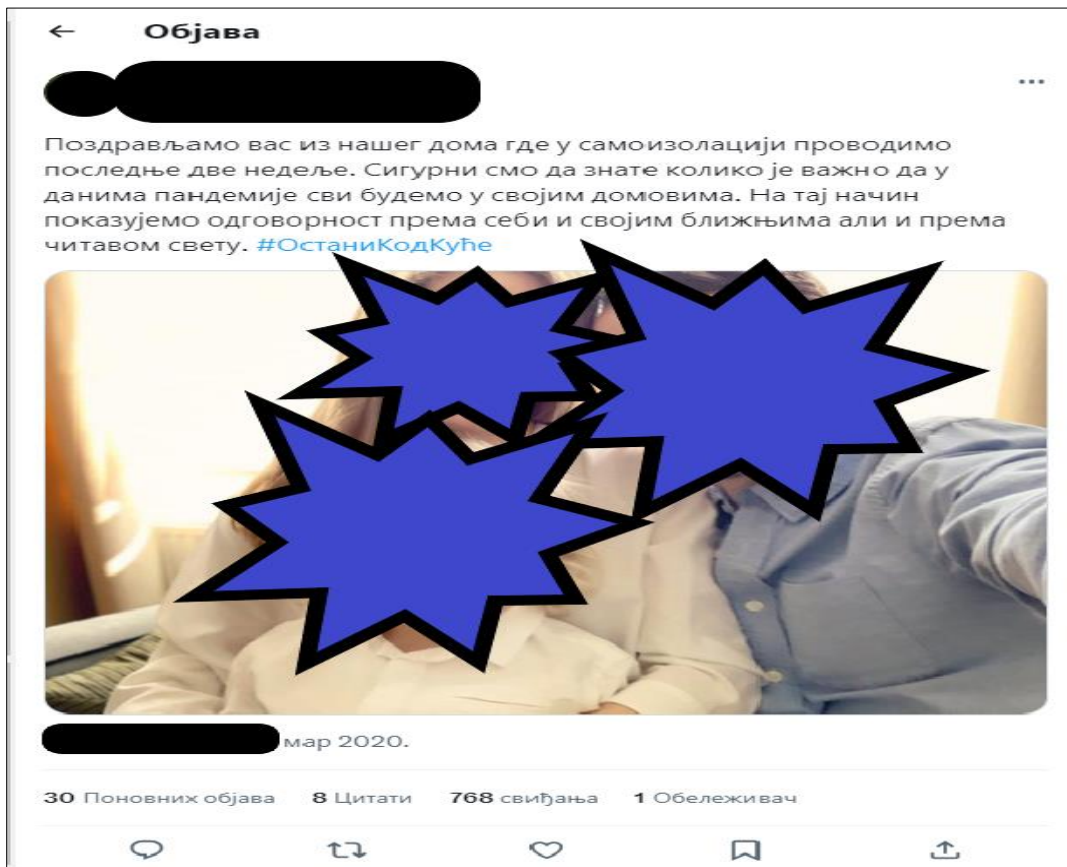 Објава
Поздрављамо вас из нашег дома где у самоизолацији проводимо
последње две недеље. Сигурни смо да знате колико је важно да у
данима пандемије сви будемо у својим домовима. На тај начин
показујемо одговорност према себи и својим ближњима али и према
читавом свету. #ОстаниКодКуће
мар 2020.
30 Поновних објава 8 Цитати 768 свиђања 1 Обележивач